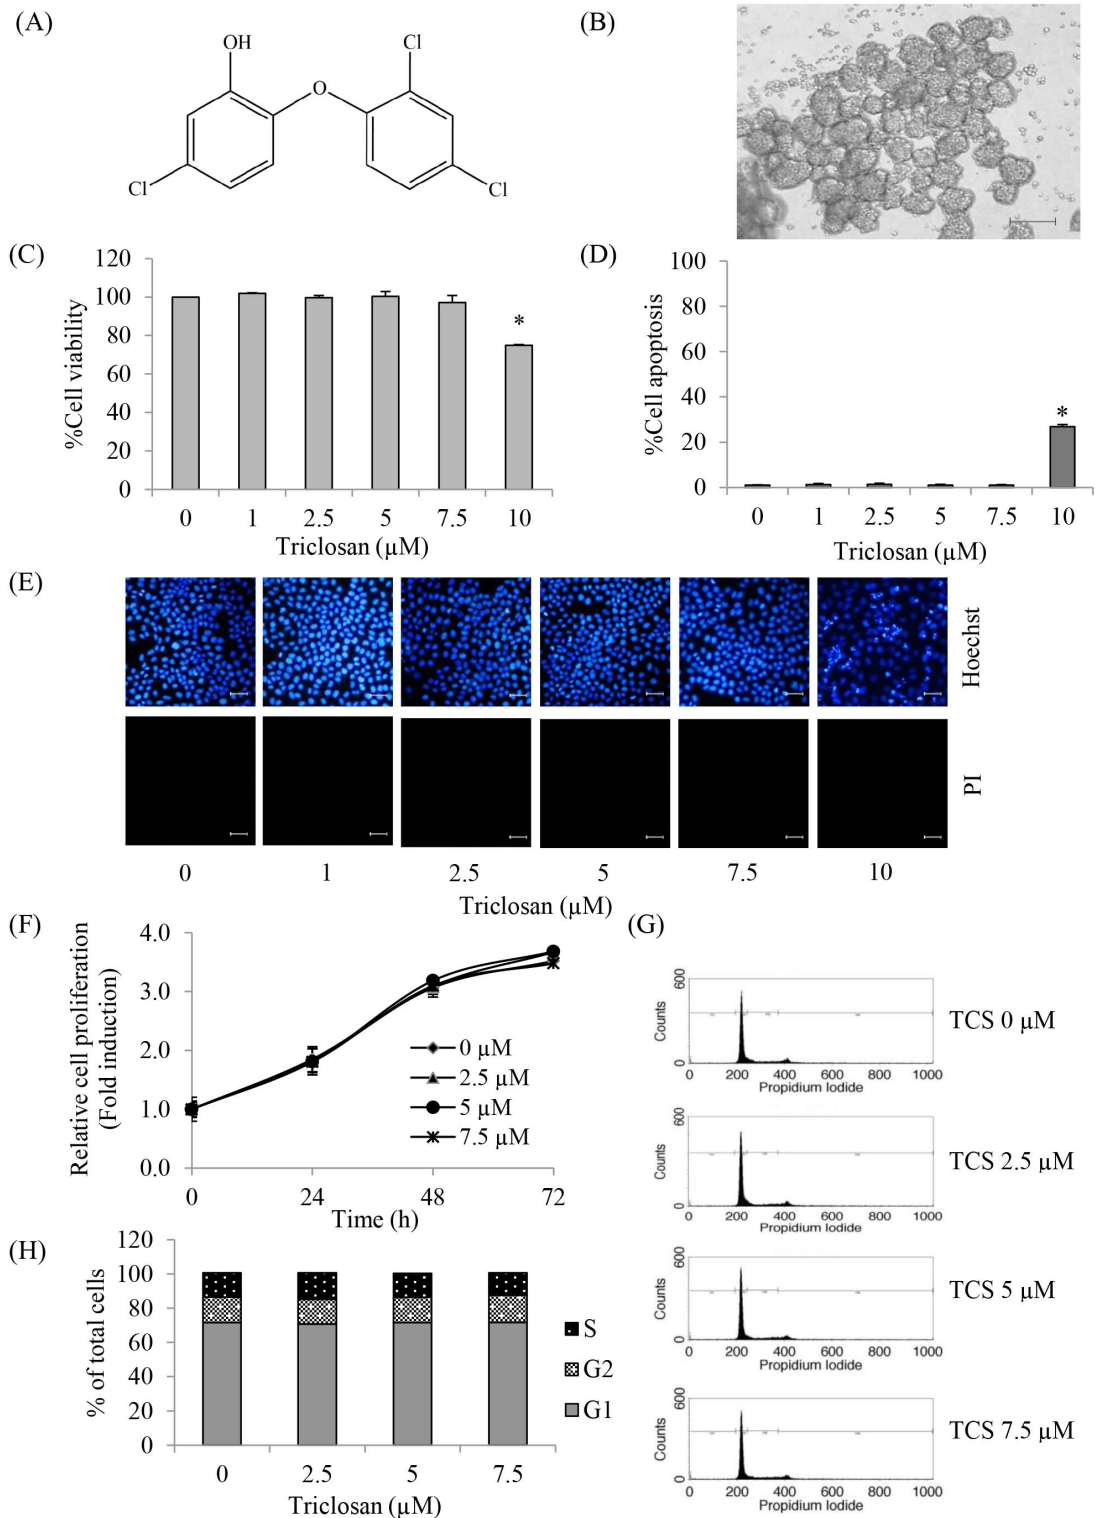 (A)
OH
O
Cl
Cl
Cl
(B)
(C)
%Cell viability
120
100
80
60
40
20
0
*
0 1 2.5 5 7.5 10
Triclosan (µM)
(D)
%Cell apoptosis
100
80
60
40
20
0
*
0 1 2.5 5 7.5 10
Triclosan (µM)
(E)
Hoechst
PI
0 1 2.5 5 7.5 10
Triclosan (µM)
(F)
Relative cell proliferation
(Fold induction)
4.0
3.0
2.0
1.0
0.0
0 µM
2.5 µM
5 µM
7.5 µM
0 24 48 72
Time (h)
(G)
600
Counts
0
0 200 400 600 800 1000
Propidium Iodide
TCS 0 µM
600
Counts
0
0 200 400 600 800 1000
Propidium Iodide
TCS 2.5 µM
600
Counts
0
0 200 400 600 800 1000
Propidium Iodide
TCS 5 µM
600
Counts
0
0 200 400 600 800 1000
Propidium Iodide
TCS 7.5 µM
(H)
% of total cells
120
100
80
60
40
20
0
S
G2
G1
0 2.5 5 7.5
Triclosan (µM)